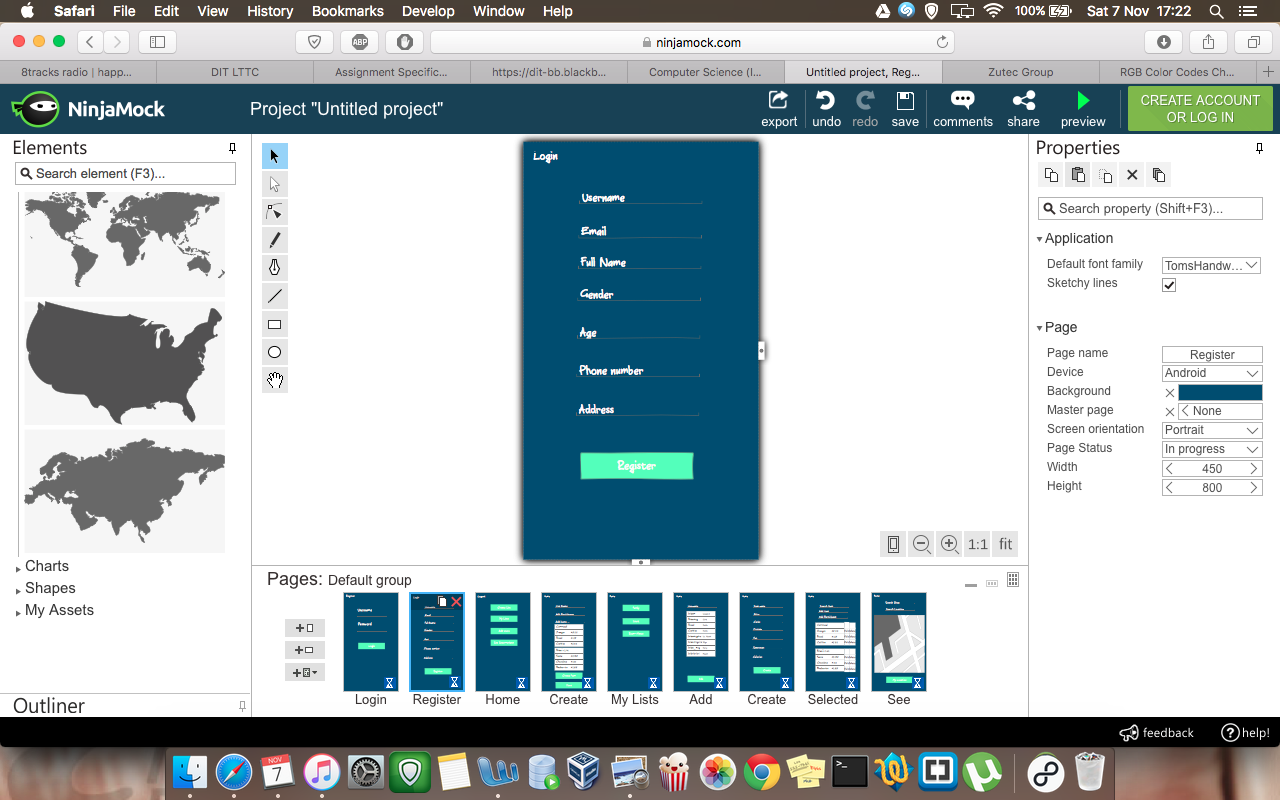 Safari File Edit View History Bookmarks Develop Window Help 100% Sat 7 Nov 17:22
ninjamock.com
8tracks radio | happ... DIT LTTC Assignment Specific... https://dit-bb.blackb... Computer Science (I... Untitled project, Reg... Zutec Group RGB Color Codes Ch...
NinjaMock Project "Untitled project" export undo redo save comments share preview CREATE ACCOUNT
OR LOG IN
Elements
Search element (F3)...
Charts
Shapes
My Assets
Outliner
Login
Username
Email
Full Name
Gender
Age
Phone number
Address
Register
1:1 fit
Properties
Search property (Shift+F3)...
Application
Default font family TomsHandw...
Sketchy lines
Page
Page name Register
Device Android
Background
Master page None
Screen orientation Portrait
Page Status In progress
Width 450
Height 800
Pages: Default group
Login Register Home Create My Lists Add Create Selected See
feedback help!
ABP
NOV
7